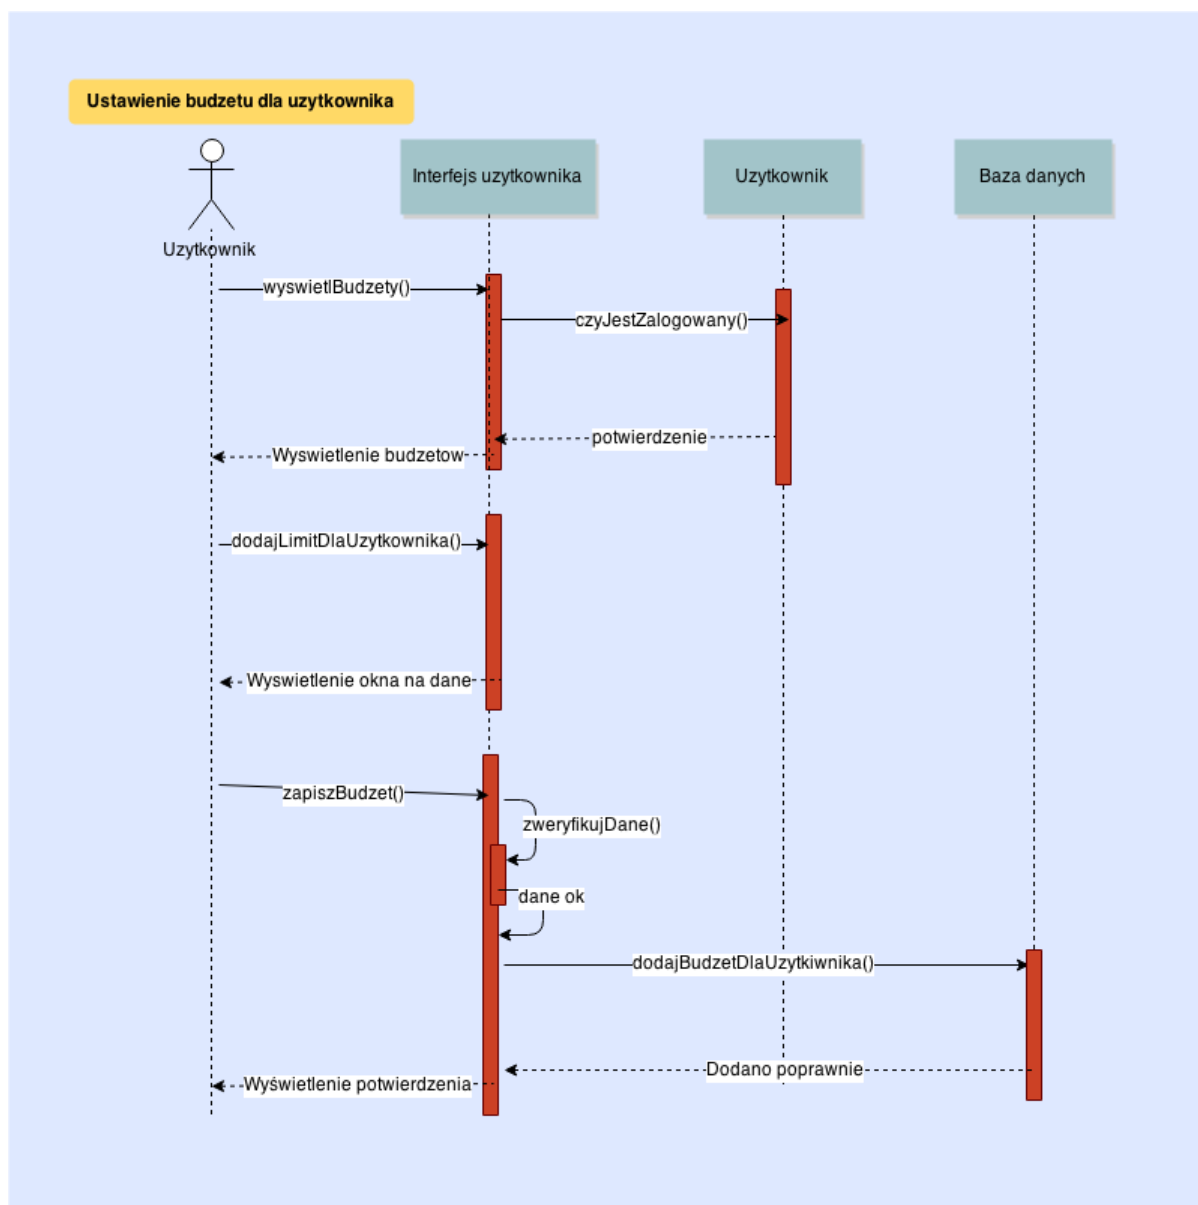 Ustawienie budzetu dla uzytkownika
Interfejs uzytkownika
Uzytkownik
Baza danych
Uzytkownik
wyswietlBudzety()
czyJestZalogowany()
potwierdzenie
Wyswietlenie budzetow
dodajLimitDlaUzytkownika()
Wyswietlenie okna na dane
zapiszBudzet()
zweryfikujDane()
dane ok
dodajBudzetDlaUzytkiwnika()
Dodano poprawnie
Wyświetlenie potwierdzenia